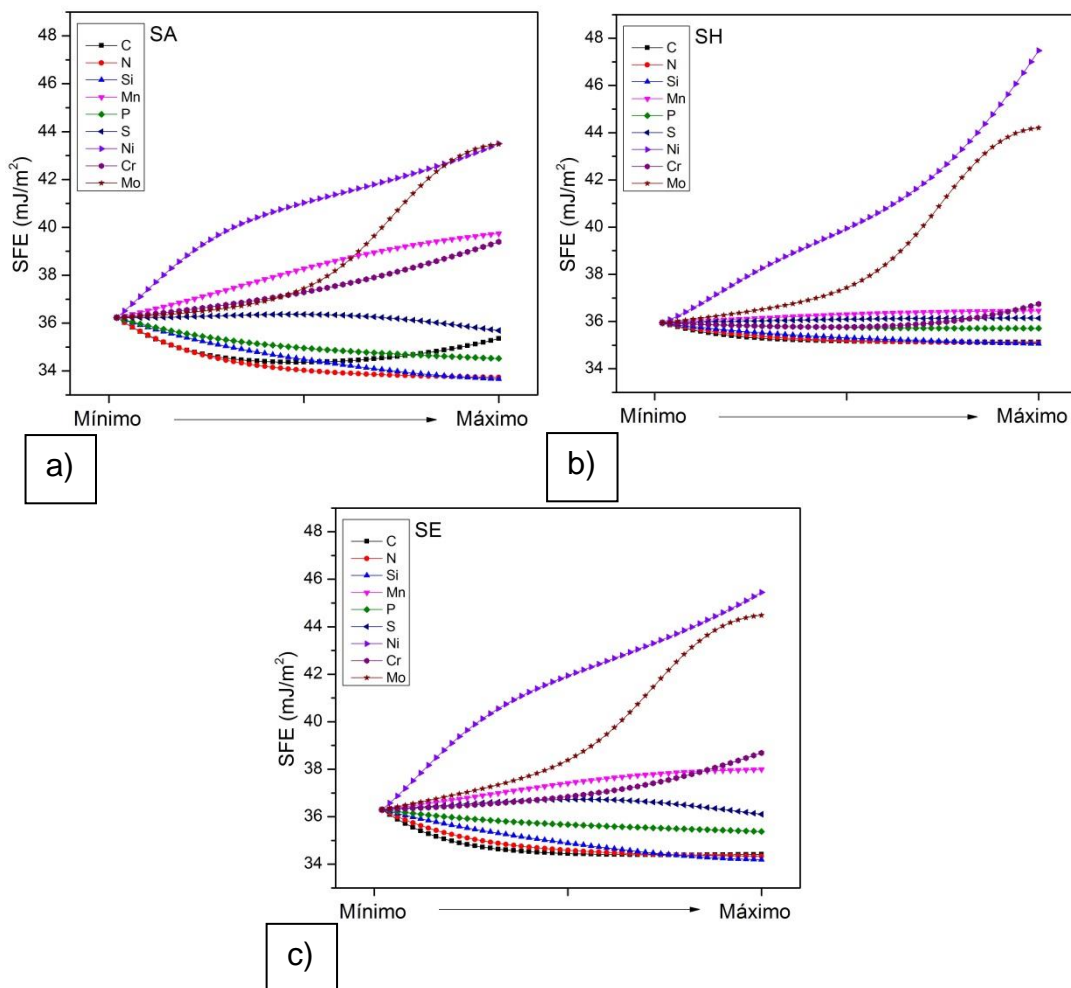 SA
C
N
Si
Mn
P
S
Ni
Cr
Mo
48
46
44
42
40
38
36
34
SFE (mJ/m²)
Mínimo
Máximo
a)
SH
C
N
Si
Mn
P
S
Ni
Cr
Mo
48
46
44
42
40
38
36
34
SFE (mJ/m²)
Mínimo
Máximo
b)
SE
C
N
Si
Mn
P
S
Ni
Cr
Mo
48
46
44
42
40
38
36
34
SFE (mJ/m²)
Mínimo
Máximo
c)